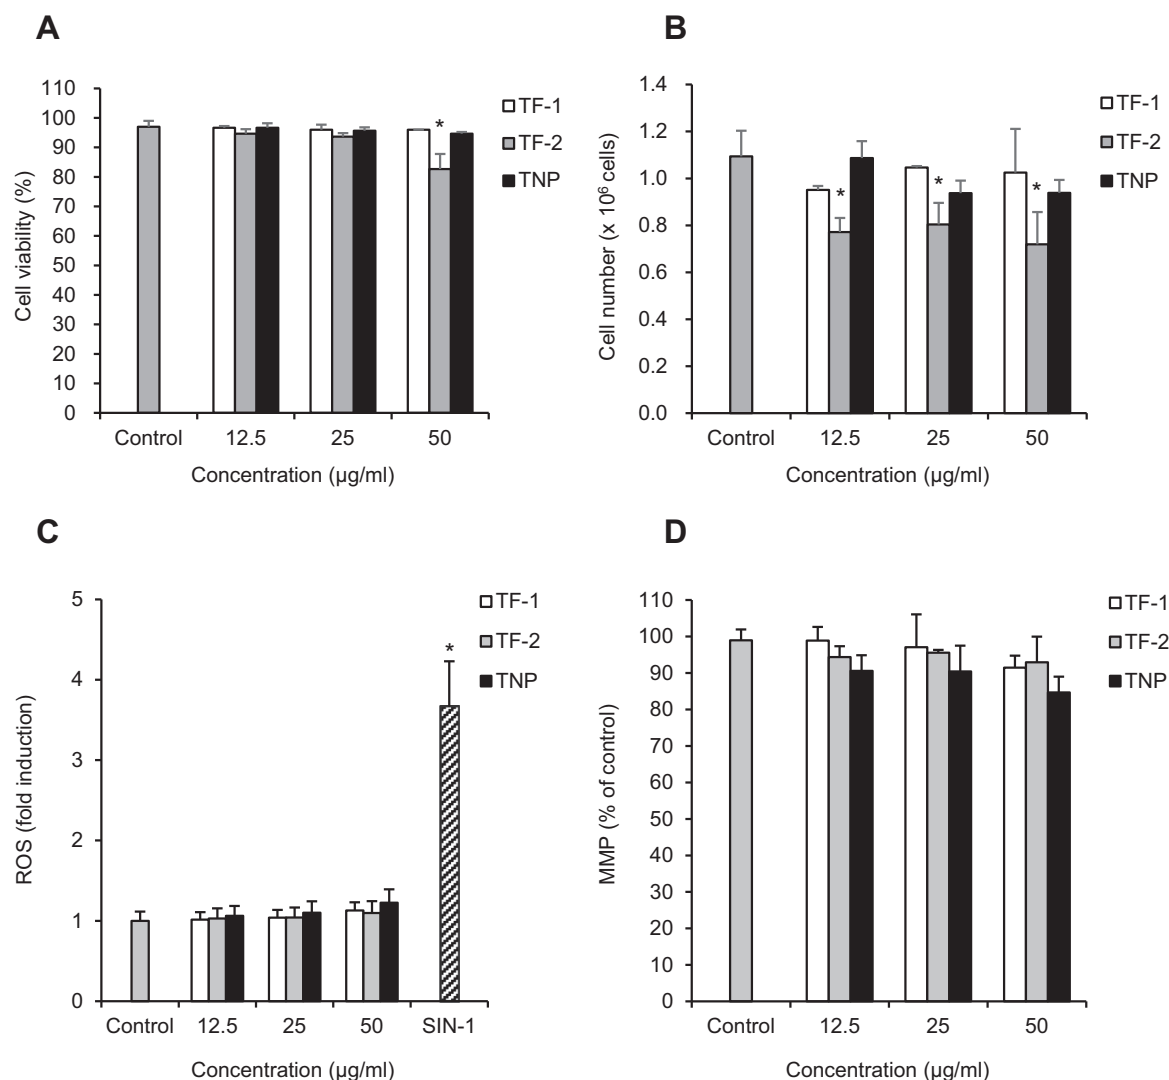 A
Cell viability (%)
110
100
90
80
70
60
50
40
30
20
10
0
*
TF-1
TF-2
TNP
Control 12.5 25 50
Concentration (µg/ml)
B
Cell number (x 10⁶ cells)
1.4
1.2
1.0
0.8
0.6
0.4
0.2
0.0
* * *
TF-1
TF-2
TNP
Control 12.5 25 50
Concentration (µg/ml)
C
ROS (fold induction)
5
4
3
2
1
0
*
TF-1
TF-2
TNP
Control 12.5 25 50 SIN-1
Concentration (µg/ml)
D
MMP (% of control)
110
100
90
80
70
60
50
40
30
20
10
0
TF-1
TF-2
TNP
Control 12.5 25 50
Concentration (µg/ml)